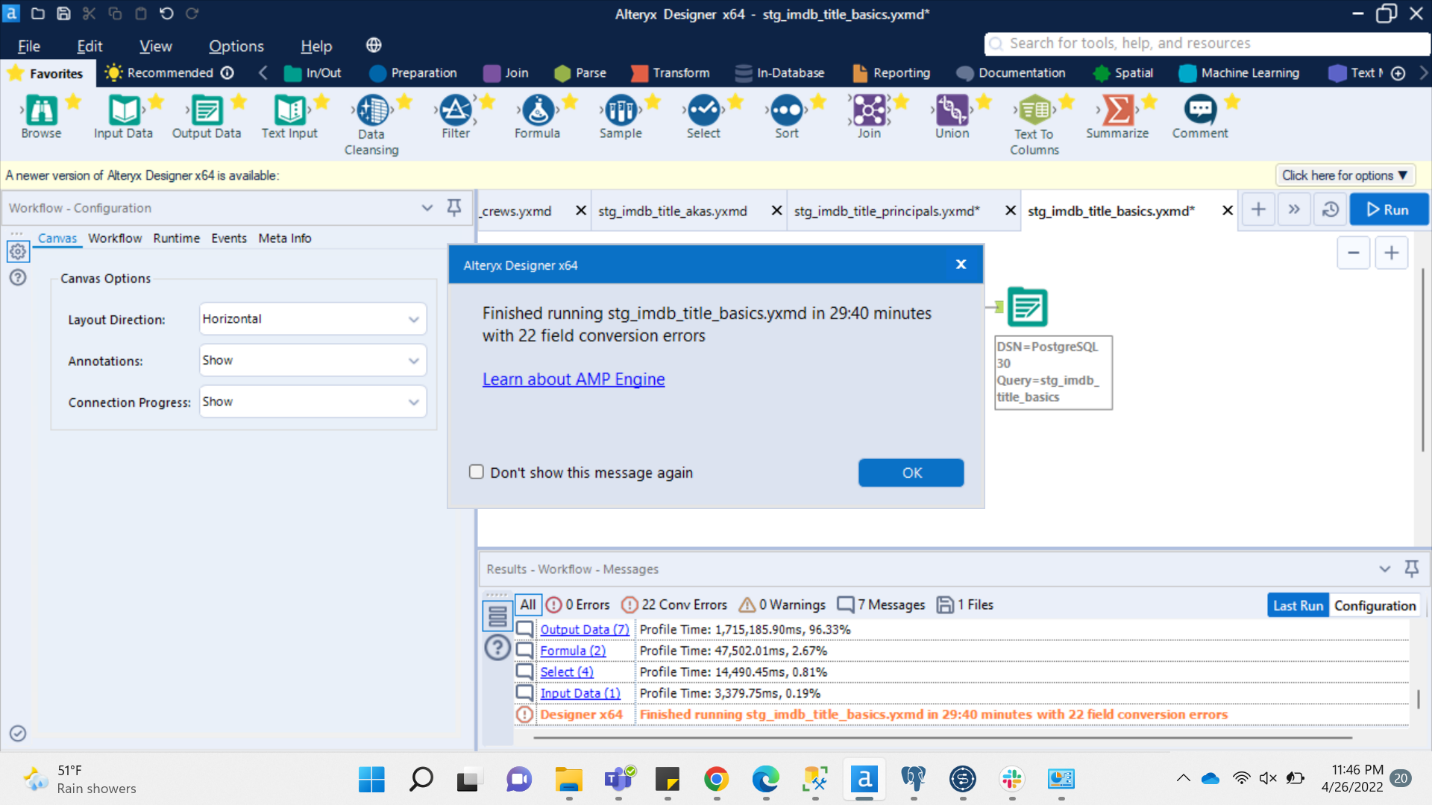 Alteryx Designer x64 - stg_imdb_title_basics.yxmd*
File Edit View Options Help
Search for tools, help, and resources
Favorites Recommended In/Out Preparation Join Parse Transform In-Database Reporting Documentation Spatial Machine Learning Text
Browse Input Data Output Data Text Input Data Cleansing Filter Formula Sample Select Sort Join Union Text To Columns Summarize Comment
A newer version of Alteryx Designer x64 is available: Click here for options ▼
Workflow - Configuration
_crews.yxmd stg_imdb_title_akas.yxmd stg_imdb_title_principals.yxmd* stg_imdb_title_basics.yxmd* Run
Canvas Workflow Runtime Events Meta Info
Canvas Options
Layout Direction: Horizontal
Annotations: Show
Connection Progress: Show
Alteryx Designer x64
Finished running stg_imdb_title_basics.yxmd in 29:40 minutes
with 22 field conversion errors
Learn about AMP Engine
Don't show this message again
OK
DSN=PostgreSQL
30
Query=stg_imdb_
title_basics
Results - Workflow - Messages
All 0 Errors 22 Conv Errors 0 Warnings 7 Messages 1 Files Last Run Configuration
Output Data (7) Profile Time: 1,715,185.90ms, 96.33%
Formula (2) Profile Time: 47,502.01ms, 2.67%
Select (4) Profile Time: 14,490.45ms, 0.81%
Input Data (1) Profile Time: 3,379.75ms, 0.19%
Designer x64 Finished running stg_imdb_title_basics.yxmd in 29:40 minutes with 22 field conversion errors
51°F
Rain showers
11:46 PM
4/26/2022
20